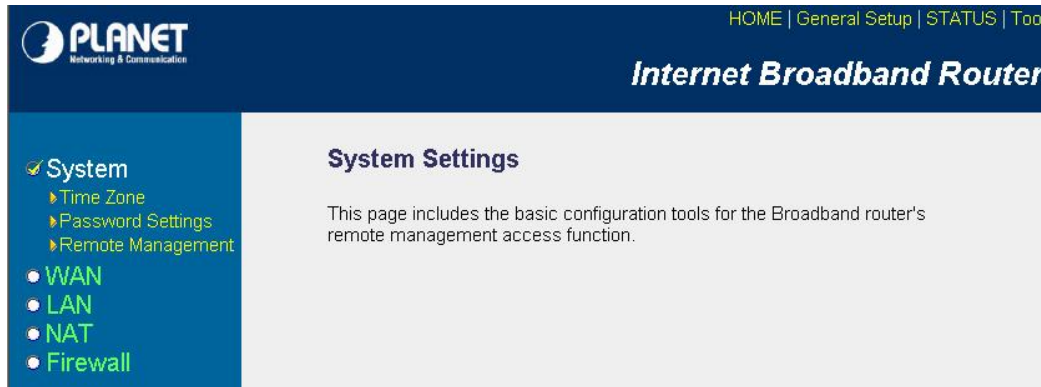 PLANET
Networking & Communication
HOME | General Setup | STATUS | Too
Internet Broadband Router
System
Time Zone
Password Settings
Remote Management
WAN
LAN
NAT
Firewall
System Settings
This page includes the basic configuration tools for the Broadband router's
remote management access function.